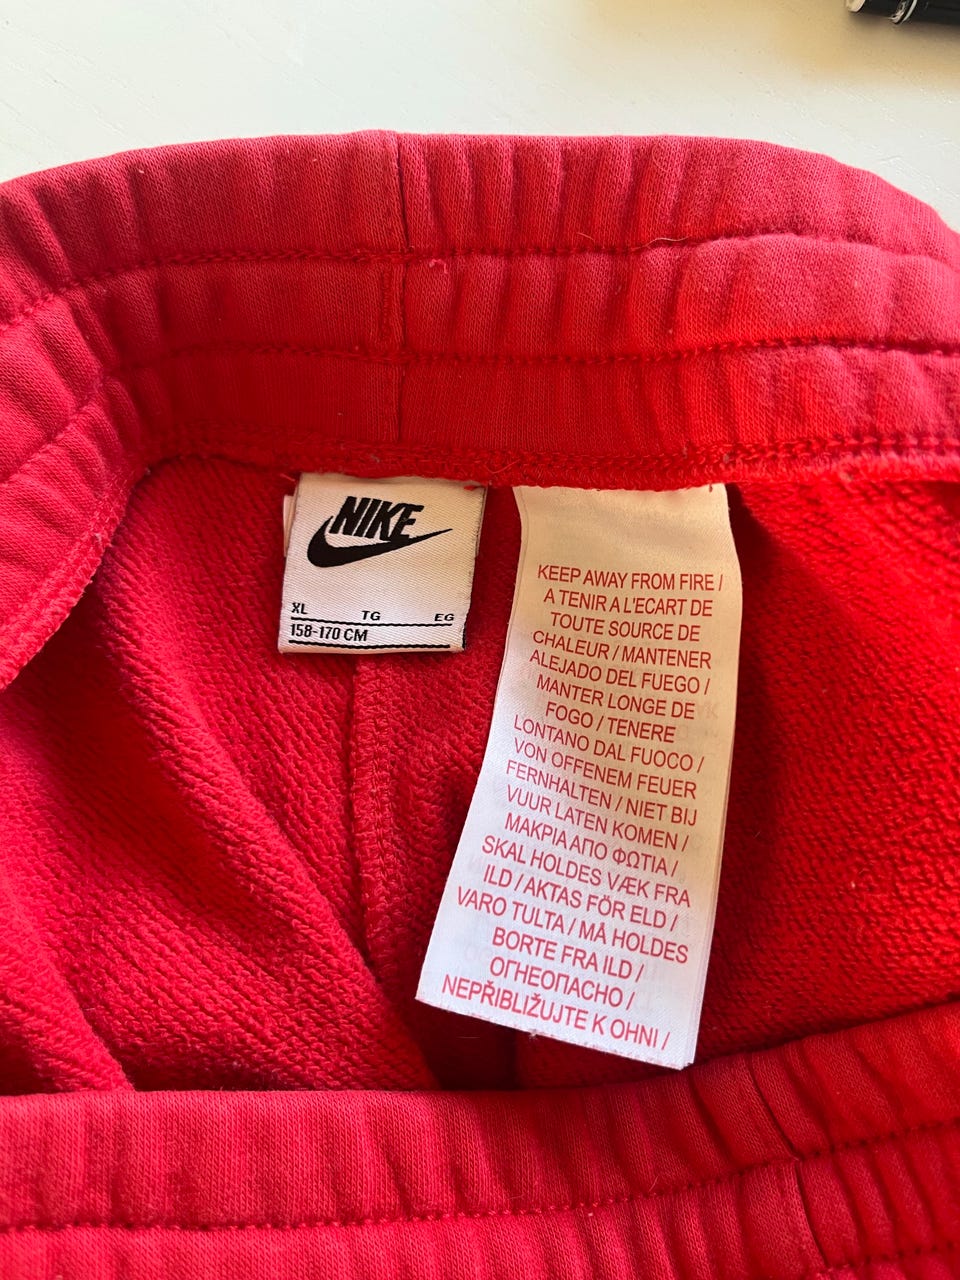 NIKE
XL TG EG
158-170 CM
KEEP AWAY FROM FIRE /
A TENIR A L'ECART DE
TOUTE SOURCE DE
CHALEUR / MANTENER
ALEJADO DEL FUEGO /
MANTER LONGE DE
FOGO / TENERE
LONTANO DAL FUOCO /
VON OFFENEM FEUER
FERNHALTEN / NIET BIJ
VUUR LATEN KOMEN /
ΜΑΚΡΙΑ ΑΠΟ ΦΩΤΙΑ /
SKAL HOLDES VÆK FRA
ILD / AKTAS FÖR ELD /
VARO TULTA / MÅ HOLDES
BORTE FRA ILD /
ОГНЕОПАСНО /
NEPŘIBLIŽUJTE K OHNI /